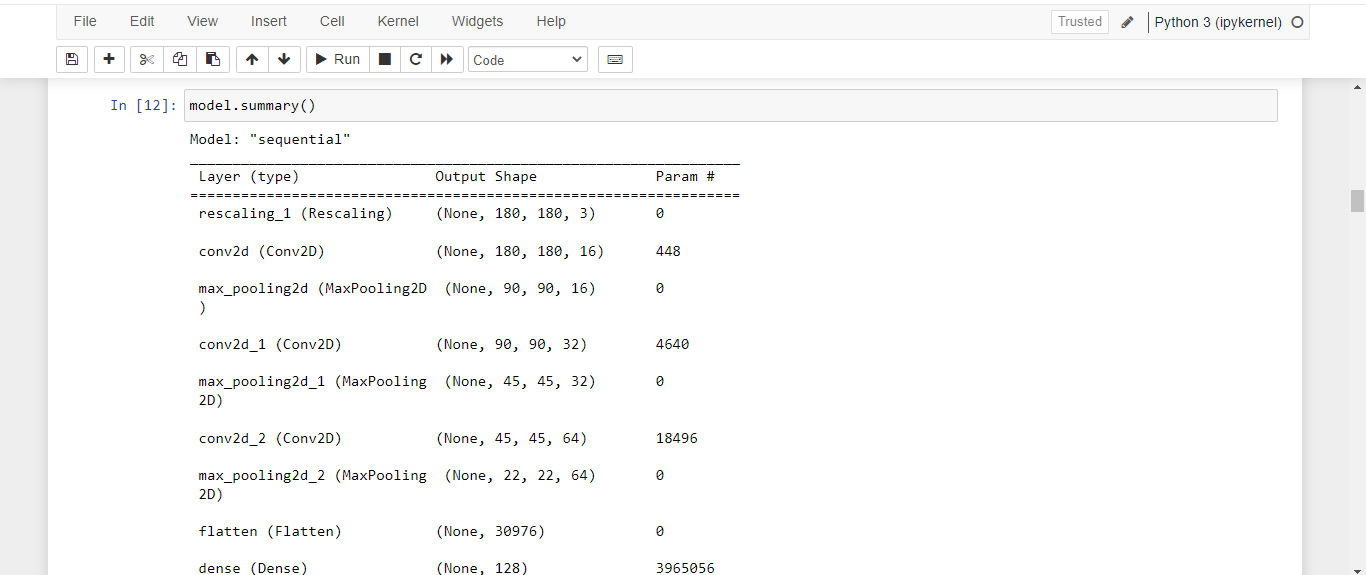 File Edit View Insert Cell Kernel Widgets Help Trusted Python 3 (ipykernel)
Run Code
In [12]: model.summary()
Model: "sequential"
_________________________________________________________________
Layer (type) Output Shape Param #
=================================================================
rescaling_1 (Rescaling) (None, 180, 180, 3) 0
conv2d (Conv2D) (None, 180, 180, 16) 448
max_pooling2d (MaxPooling2D (None, 90, 90, 16) 0
)
conv2d_1 (Conv2D) (None, 90, 90, 32) 4640
max_pooling2d_1 (MaxPooling (None, 45, 45, 32) 0
2D)
conv2d_2 (Conv2D) (None, 45, 45, 64) 18496
max_pooling2d_2 (MaxPooling (None, 22, 22, 64) 0
2D)
flatten (Flatten) (None, 30976) 0
dense (Dense) (None, 128) 3965056